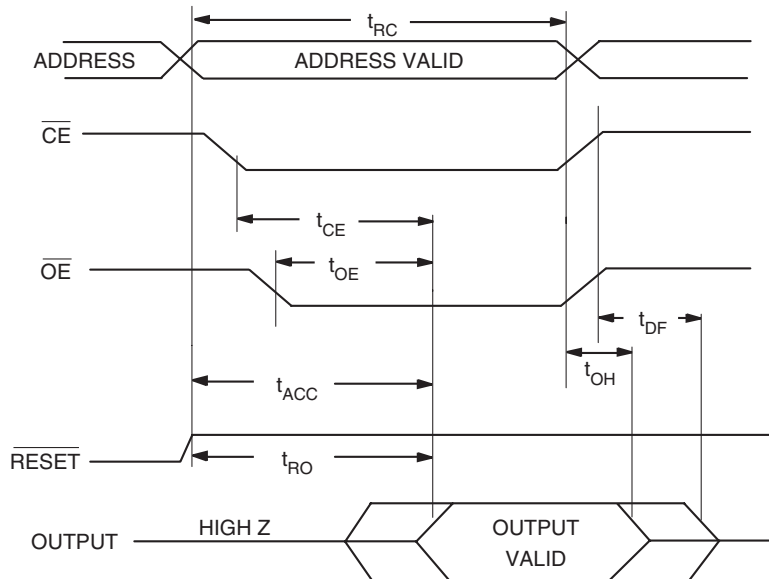 tRC
ADDRESS
ADDRESS VALID
CE
tCE
OE
tOE
tDF
tOH
tACC
RESET
tRO
OUTPUT
HIGH Z
OUTPUT
VALID